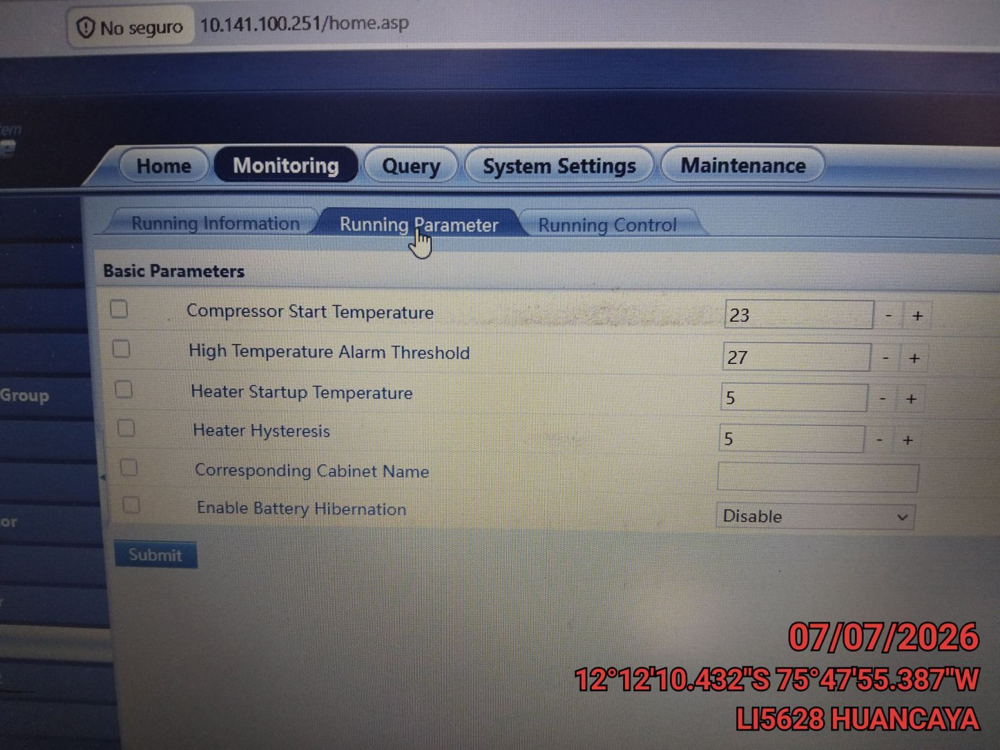 No seguro 10.141.100.251/home.asp
em
e
Home Monitoring Query System Settings Maintenance
Running Information Running Parameter Running Control
Basic Parameters
Compressor Start Temperature 23 - +
High Temperature Alarm Threshold 27 - +
Heater Startup Temperature 5 - +
Group
Heater Hysteresis 5 - +
Corresponding Cabinet Name
Enable Battery Hibernation Disable
or
Submit
r
07/07/2026
12°12'10.432"S 75°47'55.387"W
LI5628 HUANCAYA